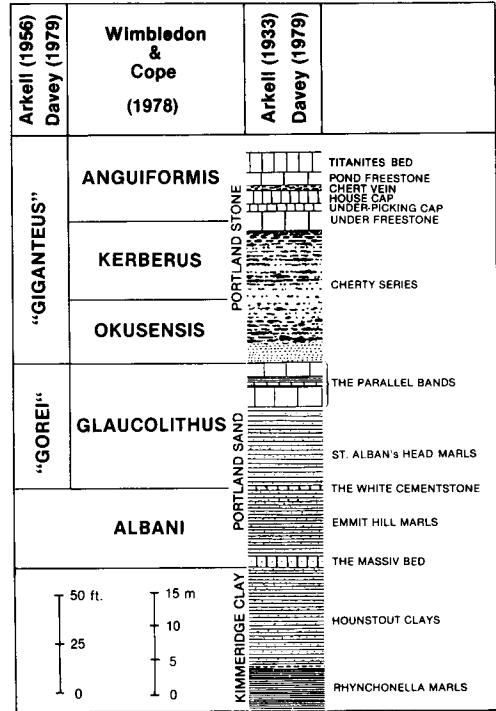 Arkell (1956)
Davey (1979)
Wimbledon
&
Cope
(1978)
Arkell (1933)
Davey (1979)
"GIGANTEUS"
"GOREI"
ANGUIFORMIS
KERBERUS
OKUSENSIS
GLAUCOLITHUS
ALBANI
PORTLAND STONE
PORTLAND SAND
KIMMERIDGE CLAY
TITANITES BED
POND FREESTONE
CHERT VEIN
HOUSE CAP
UNDER-PICKING CAP
UNDER FREESTONE
CHERTY SERIES
THE PARALLEL BANDS
ST. ALBAN's HEAD MARLS
THE WHITE CEMENTSTONE
EMMIT HILL MARLS
THE MASSIV BED
HOUNSTOUT CLAYS
RHYNCHONELLA MARLS
50 ft.
25
0
15 m
10
5
0